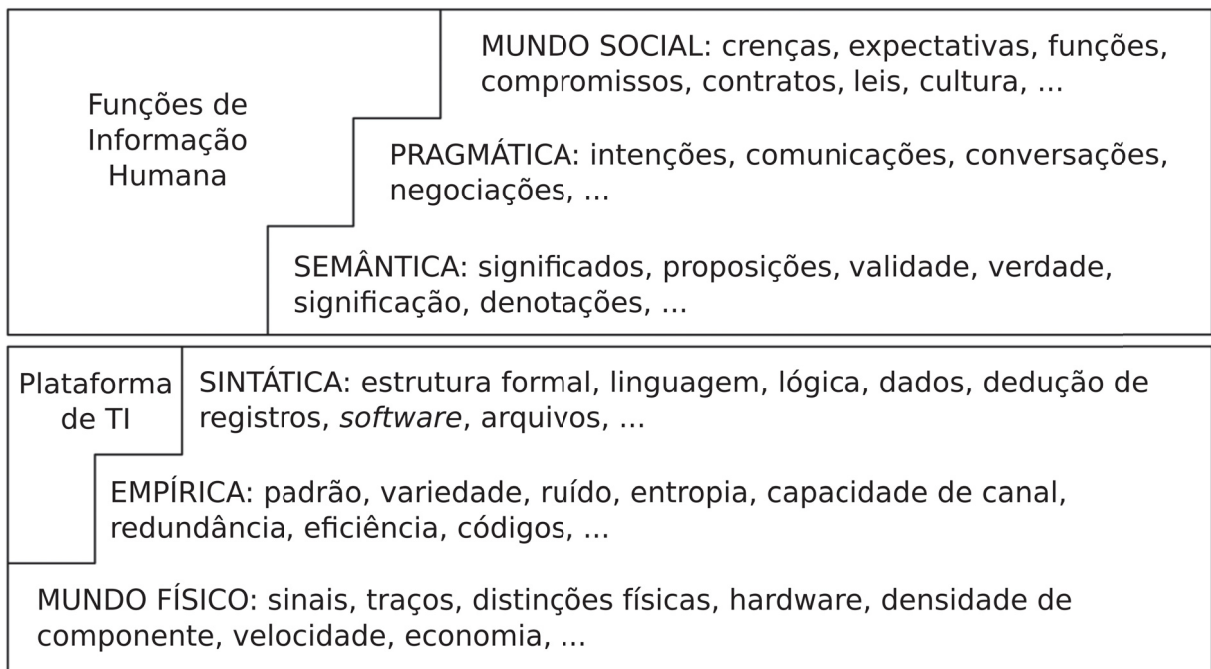 MUNDO SOCIAL: crenças, expectativas, funções,
compromissos, contratos, leis, cultura, ...
Funções de
Informação
Humana
PRAGMÁTICA: intenções, comunicações, conversações,
negociações, ...
SEMÂNTICA: significados, proposições, validade, verdade,
significação, denotações, ...
Plataforma
de TI
SINTÁTICA: estrutura formal, linguagem, lógica, dados, dedução de
registros, software, arquivos, ...
EMPÍRICA: padrão, variedade, ruído, entropia, capacidade de canal,
redundância, eficiência, códigos, ...
MUNDO FÍSICO: sinais, traços, distinções físicas, hardware, densidade de
componente, velocidade, economia, ...